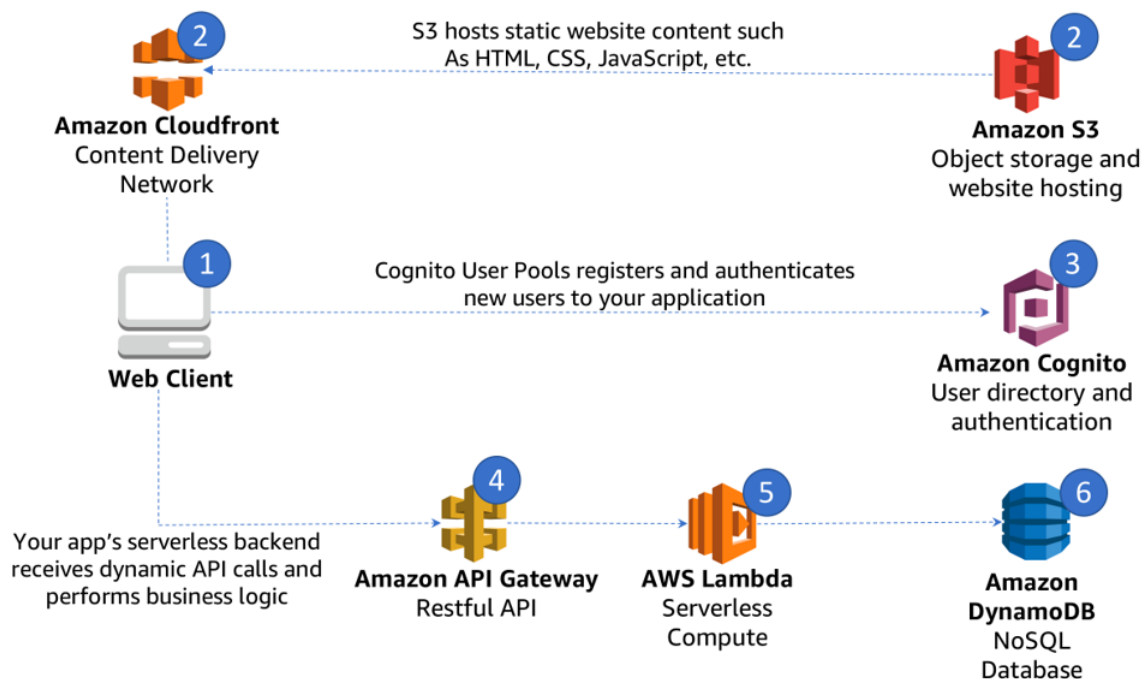 2
S3 hosts static website content such
As HTML, CSS, JavaScript, etc.
2
Amazon Cloudfront
Content Delivery
Network
Amazon S3
Object storage and
website hosting
1
Web Client
Cognito User Pools registers and authenticates
new users to your application
3
Amazon Cognito
User directory and
authentication
Your app's serverless backend
receives dynamic API calls and
performs business logic
4
Amazon API Gateway
Restful API
5
AWS Lambda
Serverless
Compute
6
Amazon
DynamoDB
NoSQL
Database